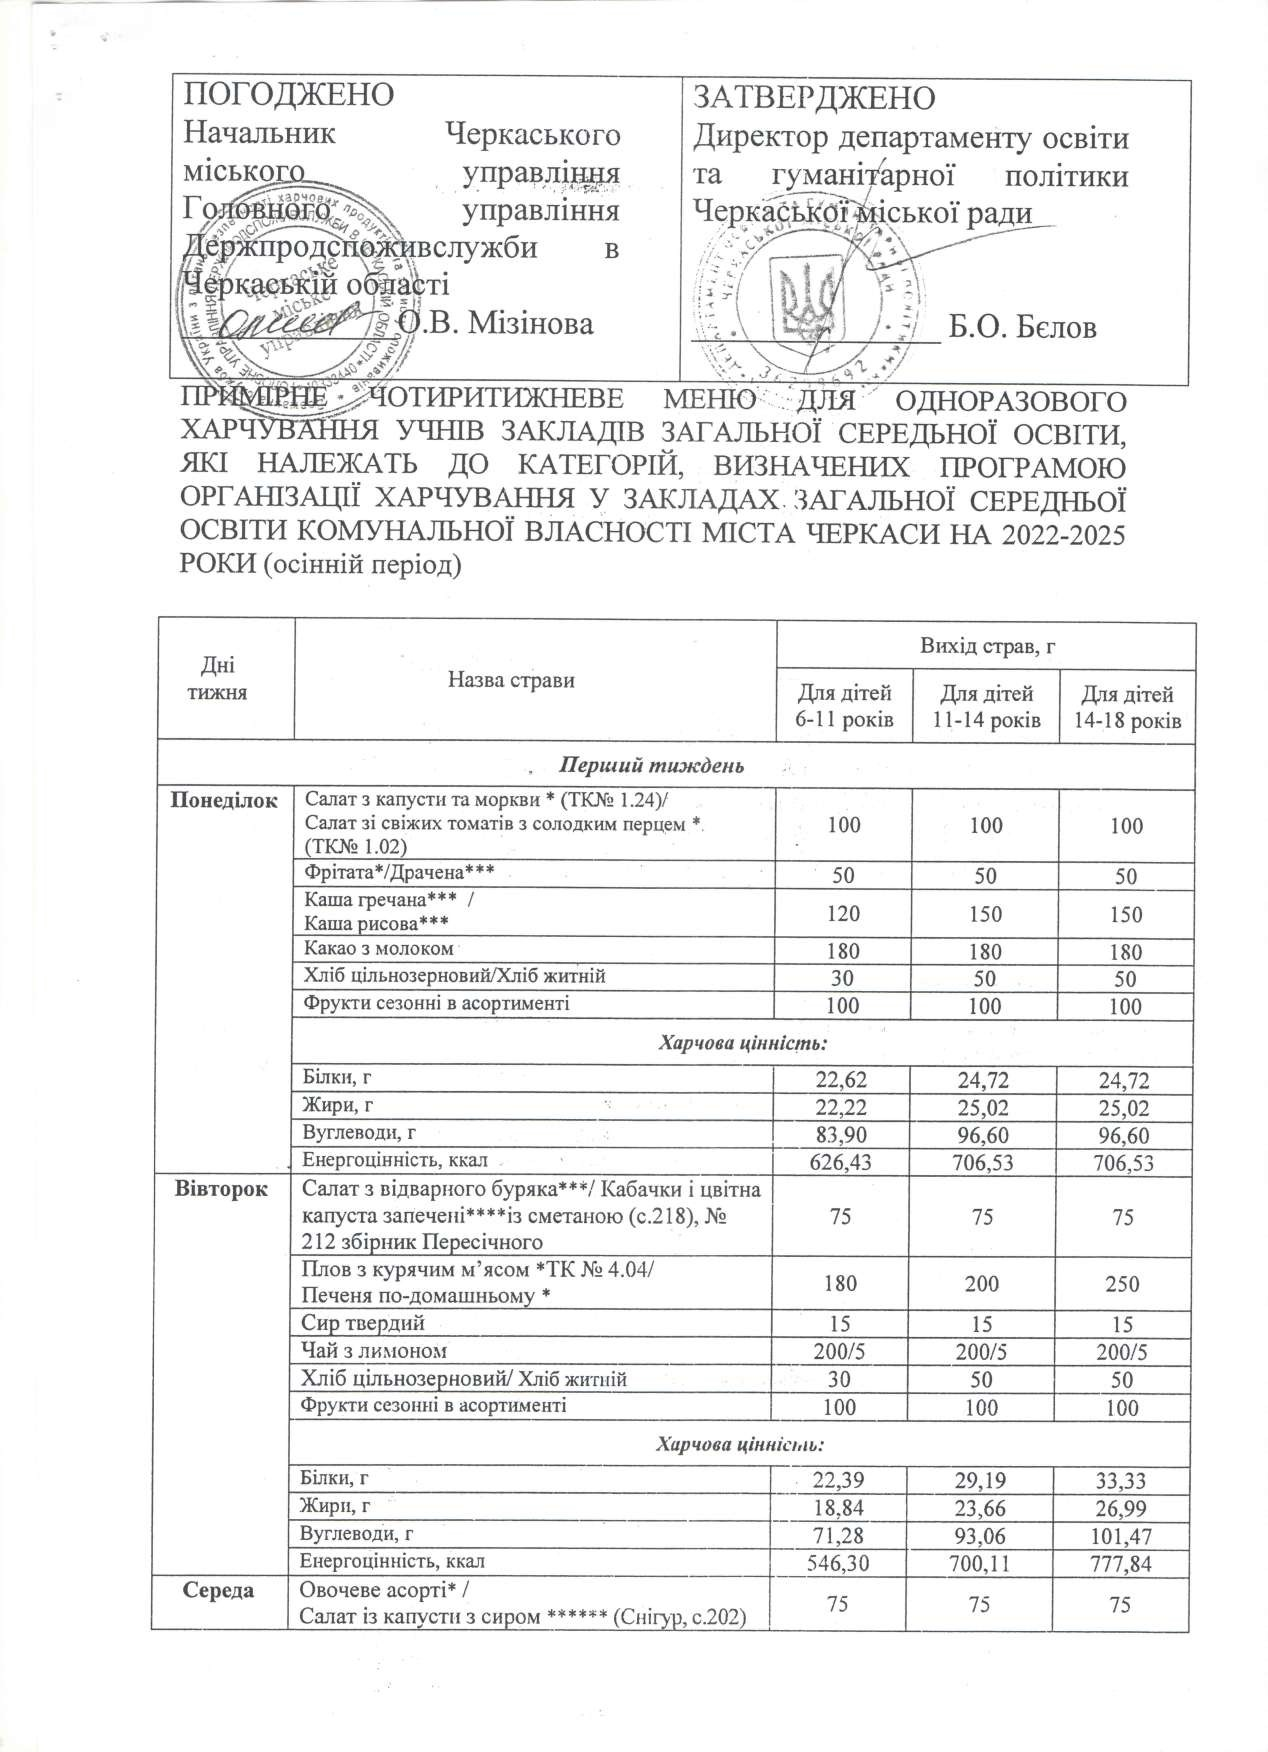 ПОГОДЖЕНО
Начальник Черкаського
міського управління
Головного управління
Держпродспоживслужби в
Черкаській області
О.В. Мізінова
ЗАТВЕРДЖЕНО
Директор департаменту освіти
та гуманітарної політики
Черкаської міської ради
Б.О. Бєлов
ПРИМІРНЕ ЧОТИРИТИЖНЕВЕ МЕНЮ ДЛЯ ОДНОРАЗОВОГО
ХАРЧУВАННЯ УЧНІВ ЗАКЛАДІВ ЗАГАЛЬНОЇ СЕРЕДЬНОЇ ОСВІТИ,
ЯКІ НАЛЕЖАТЬ ДО КАТЕГОРІЙ, ВИЗНАЧЕНИХ ПРОГРАМОЮ
ОРГАНІЗАЦІЇ ХАРЧУВАННЯ У ЗАКЛАДАХ ЗАГАЛЬНОЇ СЕРЕДНЬОЇ
ОСВІТИ КОМУНАЛЬНОЇ ВЛАСНОСТІ МІСТА ЧЕРКАСИ НА 2022-2025
РОКИ (осінній період)
Дні
тижня
Назва страви
Вихід страв, г
Для дітей
6-11 років
Для дітей
11-14 років
Для дітей
14-18 років
Перший тиждень
Понеділок
Салат з капусти та моркви * (ТК№ 1.24)/
Салат зі свіжих томатів з солодким перцем *
(ТК№ 1.02)
100 100 100
Фрітата*/Драчена*** 50 50 50
Каша гречана*** /
Каша рисова***
120 150 150
Какао з молоком 180 180 180
Хліб цільнозерновий/Хліб житній 30 50 50
Фрукти сезонні в асортименті 100 100 100
Харчова цінність:
Білки, г 22,62 24,72 24,72
Жири, г 22,22 25,02 25,02
Вуглеводи, г 83,90 96,60 96,60
Енергоцінність, ккал 626,43 706,53 706,53
Вівторок
Салат з відварного буряка***/ Кабачки і цвітна
капуста запечені****із сметаною (с.218), №
212 збірник Пересічного
75 75 75
Плов з курячим м’ясом *ТК № 4.04/
Печеня по-домашньому *
180 200 250
Сир твердий 15 15 15
Чай з лимоном 200/5 200/5 200/5
Хліб цільнозерновий/ Хліб житній 30 50 50
Фрукти сезонні в асортименті 100 100 100
Харчова цінність:
Білки, г 22,39 29,19 33,33
Жири, г 18,84 23,66 26,99
Вуглеводи, г 71,28 93,06 101,47
Енергоцінність, ккал 546,30 700,11 777,84
Середа
Овочеве асорті* /
Салат із капусти з сиром ****** (Снігур, с.202)
75 75 75